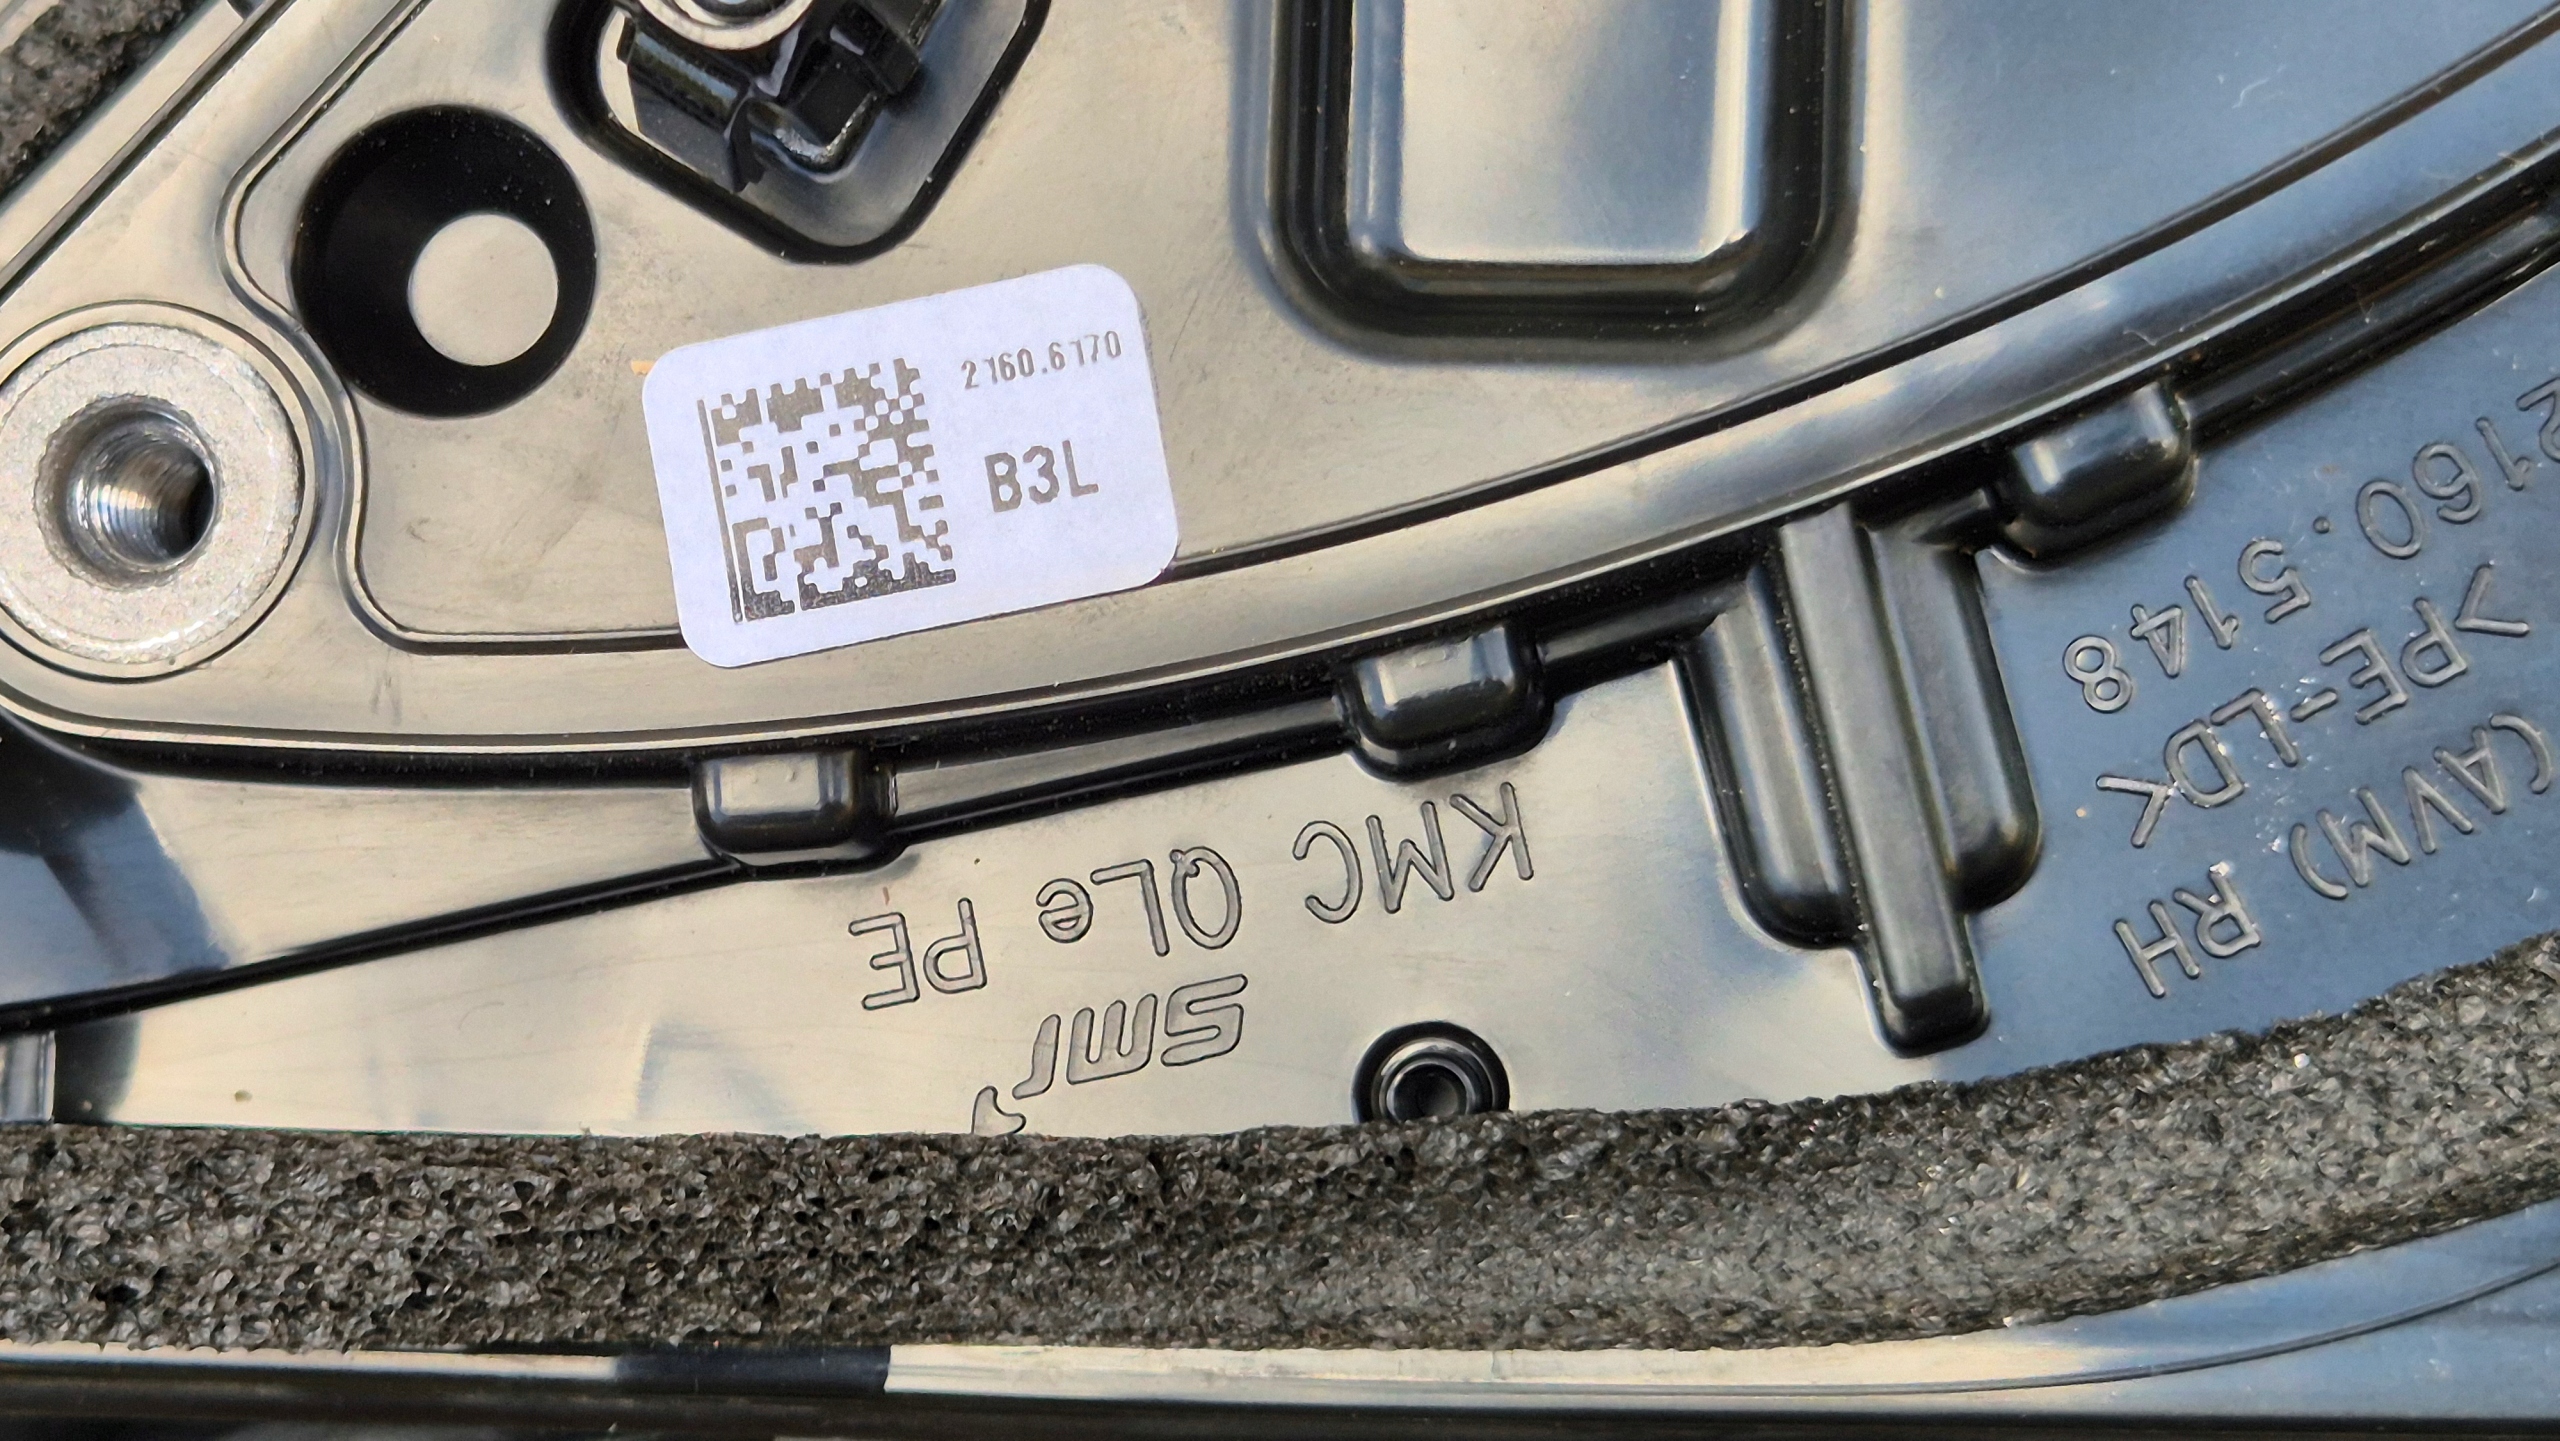 2160.6170
B3L
2160.5148
>PE-LD<
(AVM) RH
KMC QLe PE
smr